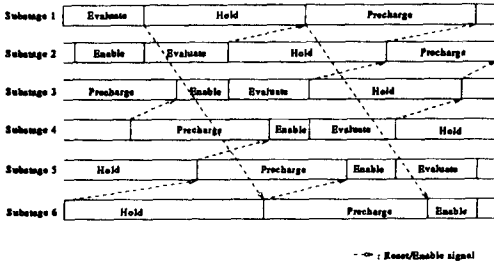 Substage 1 Evaluate Hold Precharge
Substage 2 Enable Evaluate Hold Precharge
Substage 3 Precharge Enable Evaluate Hold
Substage 4 Precharge Enable Evaluate Hold
Substage 5 Hold Precharge Enable Evaluate
Substage 6 Hold Precharge Enable
: Reset/Enable signal